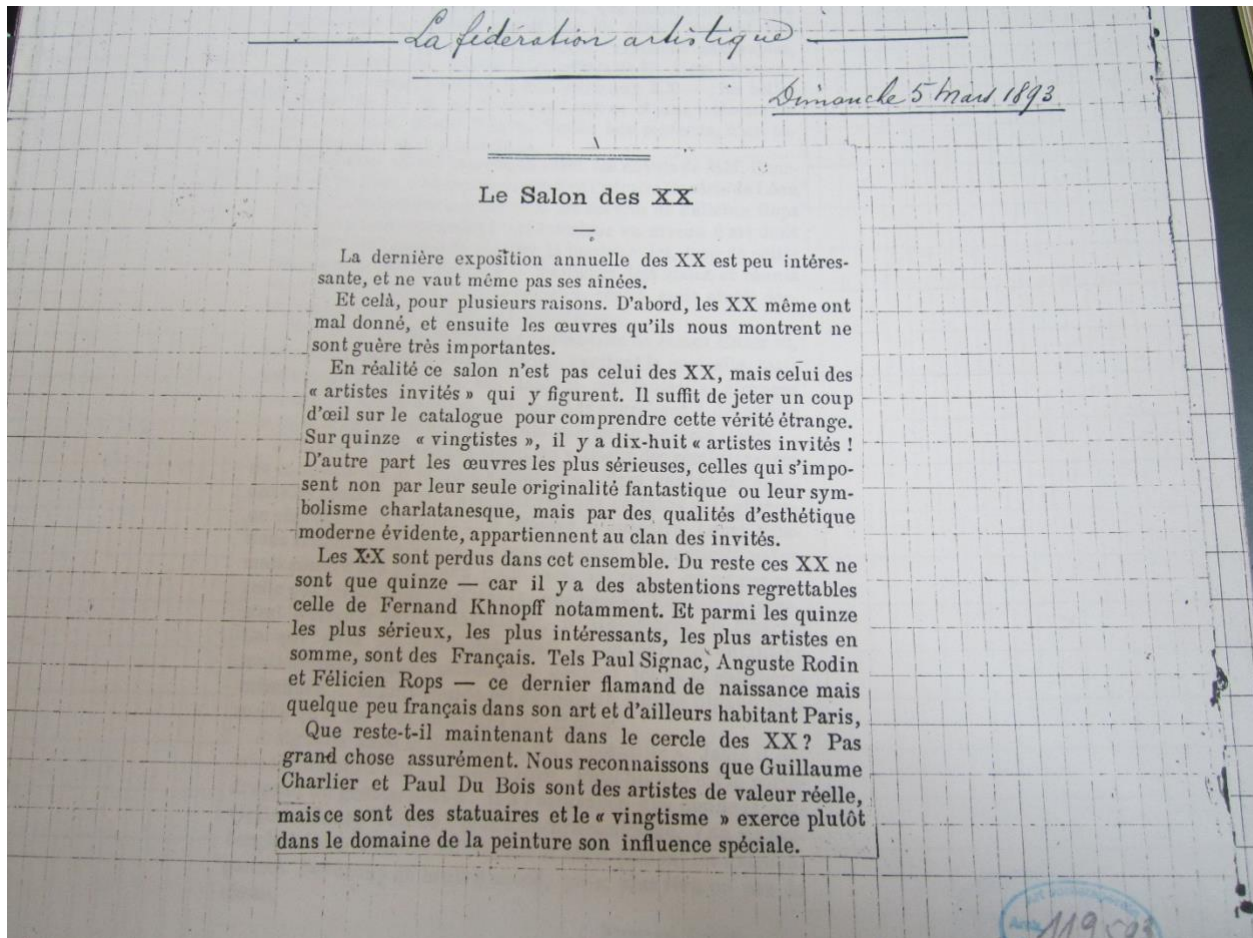 La fédération artistique
Dimanche 5 Mars 1893
Le Salon des XX
La dernière exposition annuelle des XX est peu intéres-
sante, et ne vaut même pas ses aînées.
Et celà, pour plusieurs raisons. D'abord, les XX même ont
mal donné, et ensuite les œuvres qu'ils nous montrent ne
sont guère très importantes.
En réalité ce salon n'est pas celui des XX, mais celui des
« artistes invités » qui y figurent. Il suffit de jeter un coup
d'œil sur le catalogue pour comprendre cette vérité étrange.
Sur quinze « vingtistes », il y a dix-huit « artistes invités !
D'autre part les œuvres les plus sérieuses, celles qui s'impo-
sent non par leur seule originalité fantastique ou leur sym-
bolisme charlatanesque, mais par des qualités d'esthétique
moderne évidente, appartiennent au clan des invités.
Les XX sont perdus dans cet ensemble. Du reste ces XX ne
sont que quinze — car il y a des abstentions regrettables
celle de Fernand Khnopff notamment. Et parmi les quinze
les plus sérieux, les plus intéressants, les plus artistes en
somme, sont des Français. Tels Paul Signac, Anguste Rodin
et Félicien Rops — ce dernier flamand de naissance mais
quelque peu français dans son art et d'ailleurs habitant Paris,
Que reste-t-il maintenant dans le cercle des XX ? Pas
grand chose assurément. Nous reconnaissons que Guillaume
Charlier et Paul Du Bois sont des artistes de valeur réelle,
mais ce sont des statuaires et le « vingtisme » exerce plutôt
dans le domaine de la peinture son influence spéciale.